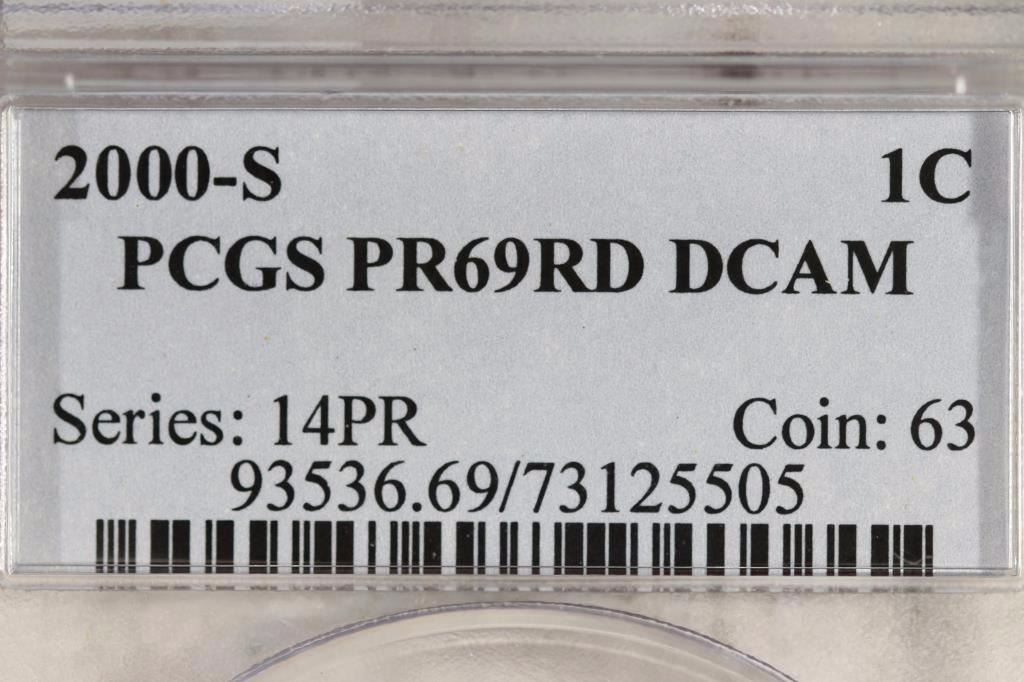 2000-S 1C
PCGS PR69RD DCAM
Series: 14PR Coin: 63
93536.69/73125505